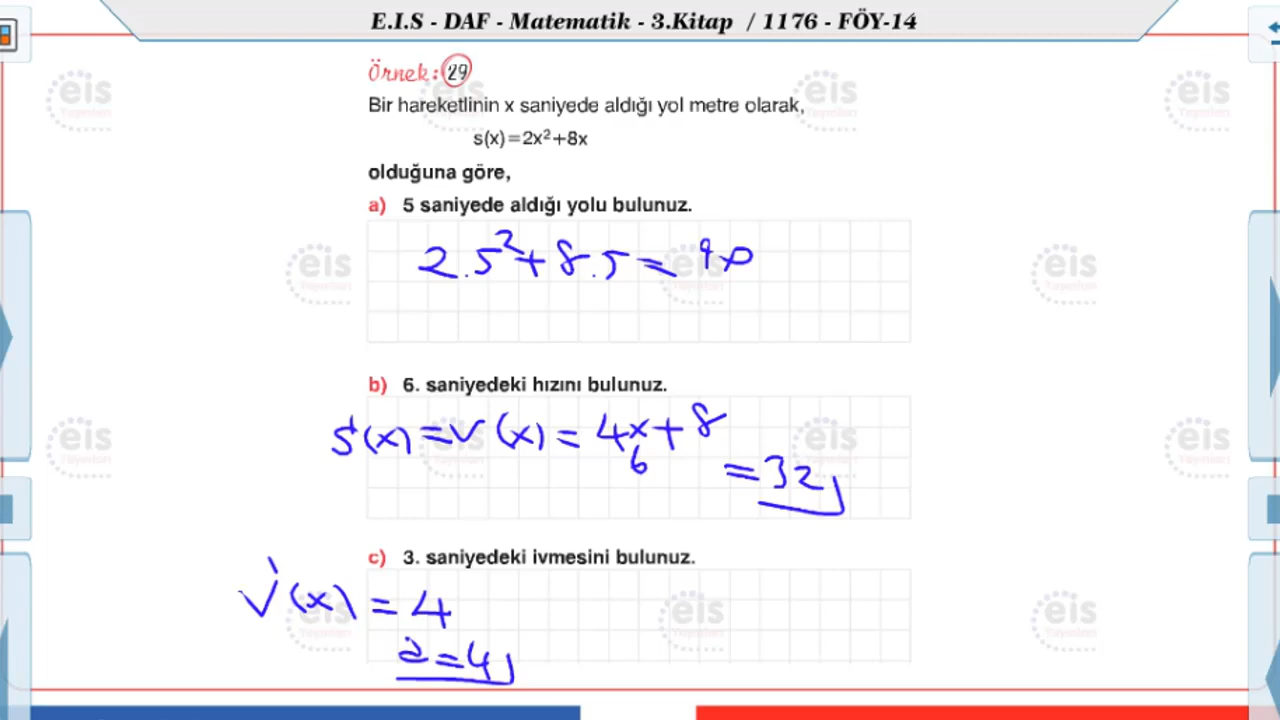 E.I.S - DAF - Matematik - 3.Kitap / 1176 - FÖY-14
Örnek: 29
Bir hareketlinin x saniyede aldığı yol metre olarak,
s(x)=2x²+8x
olduğuna göre,
a) 5 saniyede aldığı yolu bulunuz.
2.5²+8.5=90
b) 6. saniyedeki hızını bulunuz.
s'(x)=v(x)=4x+8
6
=32
c) 3. saniyedeki ivmesini bulunuz.
v'(x)=4
a=4
eis Yayınları